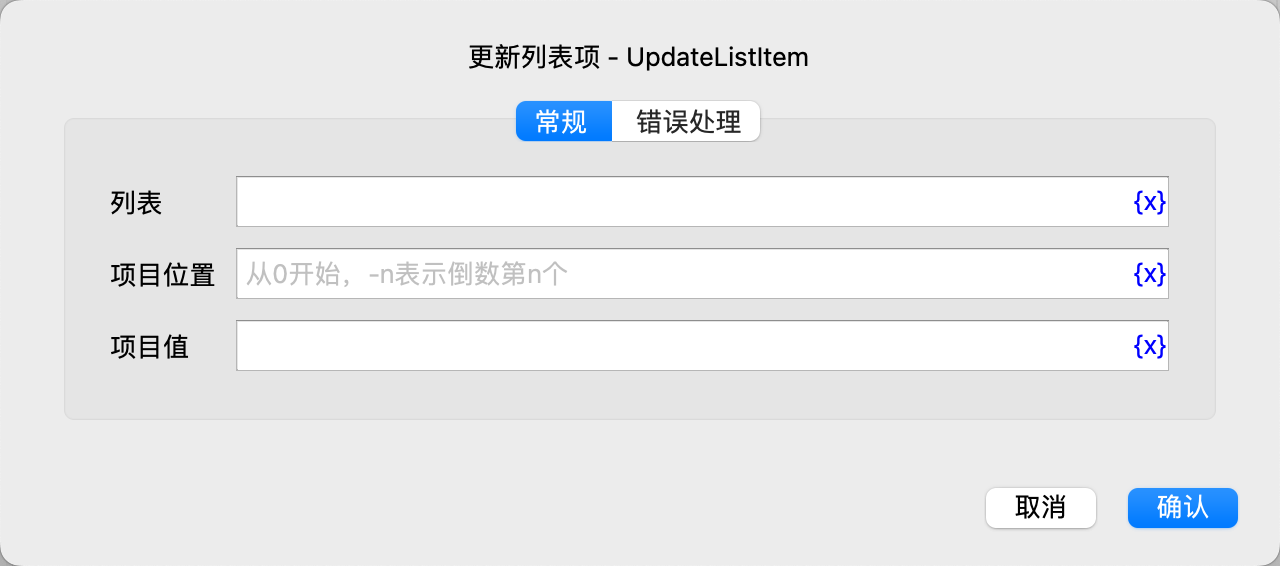 更新列表项 - UpdateListItem
常规 错误处理
列表 {x}
项目位置 从0开始，-n表示倒数第n个 {x}
项目值 {x}
取消 确认